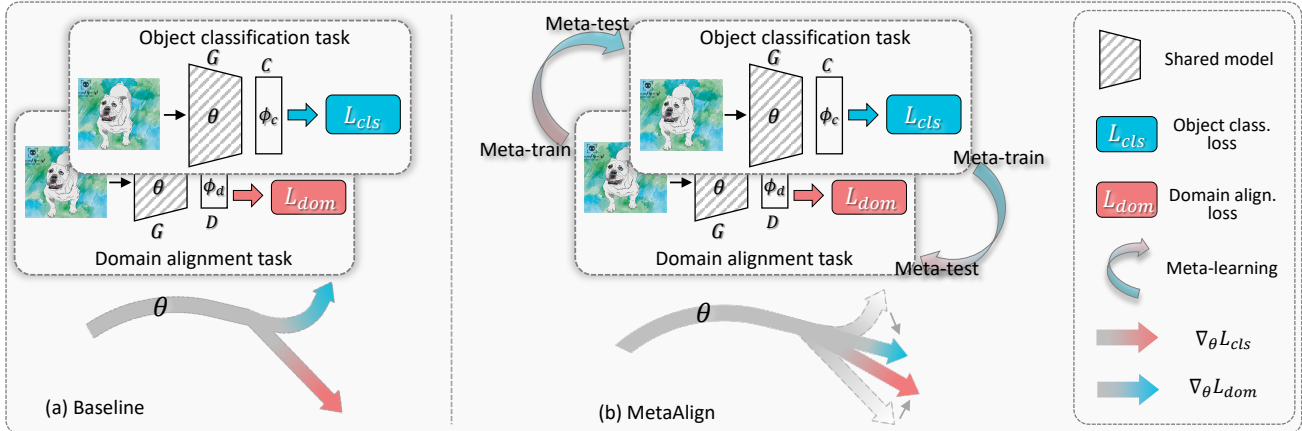 Object classification task
G
C
θ
ϕc
Lcls
θ
ϕd
Ldom
G
D
Domain alignment task
θ
(a) Baseline
Meta-test
Object classification task
G
C
θ
ϕc
Lcls
Meta-train
Meta-train
θ
ϕd
Ldom
G
D
Domain alignment task
Meta-test
θ
(b) MetaAlign
Shared model
Lcls
Object class.
loss
Ldom
Domain align.
loss
Meta-learning
∇θLcls
∇θLdom